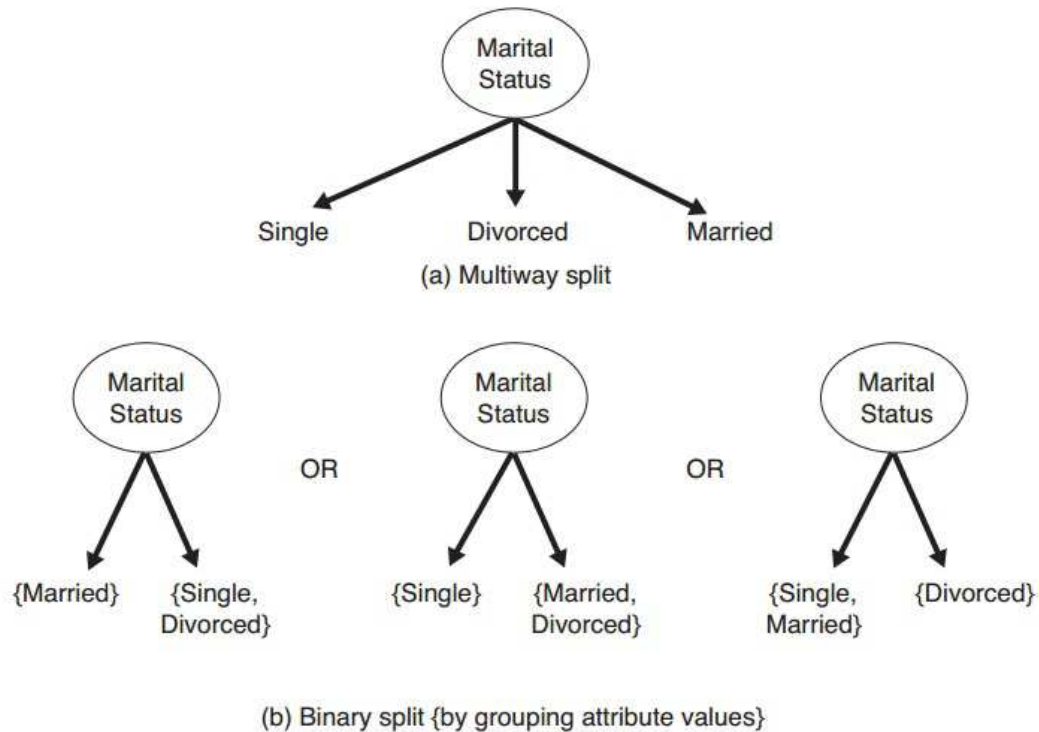 Marital
Status
Single Divorced Married
(a) Multiway split
Marital
Status
OR
Marital
Status
OR
Marital
Status
{Married}
{Single,
Divorced}
{Single}
{Married,
Divorced}
{Single,
Married}
{Divorced}
(b) Binary split {by grouping attribute values}